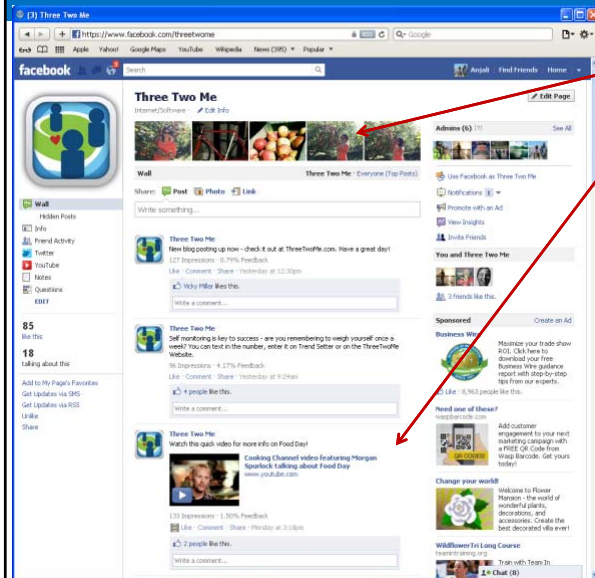 (3) Three Two Me
https://www.facebook.com/threetwome
Google
Apple Yahoo! Google Maps YouTube Wikipedia News (395) Popular
facebook
Search
Anjali Find Friends Home
Three Two Me
Internet/Software · Edit Info
Edit Page
Wall Three Two Me · Everyone (Top Posts)
Share: Post Photo Link
Write something...
Wall
Hidden Posts
Info
Friend Activity
Twitter
YouTube
Notes
Questions
EDIT
85
like this
18
talking about this
Add to My Page's Favorites
Get Updates via SMS
Get Updates via RSS
Unlike
Share
Three Two Me
New blog posting up now - check it out at ThreeTwoMe.com. Have a great day!
127 Impressions · 0.79% Feedback
Like · Comment · Share · Yesterday at 12:30pm
Vicky Millar likes this.
Write a comment...
Three Two Me
Self monitoring is key to success - are you remembering to weigh yourself once a
week? You can text in the number, enter it on Trend Setter or on the ThreeTwoMe
Website.
96 Impressions · 4.17% Feedback
Like · Comment · Share · Yesterday at 9:24am
4 people like this.
Write a comment...
Three Two Me
Watch this quick video for more info on Food Day!
Cooking Channel video featuring Morgan
Spurlock talking about Food Day
www.youtube.com
133 Impressions · 1.50% Feedback
Like · Comment · Share · Monday at 3:18pm
2 people like this.
Write a comment...
Admins (6) [?] See All
Use Facebook as Three Two Me
Notifications
Promote with an Ad
View Insights
Invite Friends
You and Three Two Me
3 friends like this.
Sponsored Create an Ad
Business Wire
Maximize your trade show
ROI. Click here to
download your free
Business Wire guidance
report with step-by-step
tips from our experts.
Like · 8,963 people like this.
Need one of these?
waspbarcode.com
QR CODES!
Add customer
engagement to your next
marketing campaign with
a FREE QR Code from
Wasp Barcode. Get yours
today!
Change your world!
Welcome to Flower
Mansion - the world of
wonderful plants,
decorations, and
accessories. Create the
best decorated villa ever!
WildflowerTri Long
Course
teamintraining.org
Train with Team In
Chat (8)